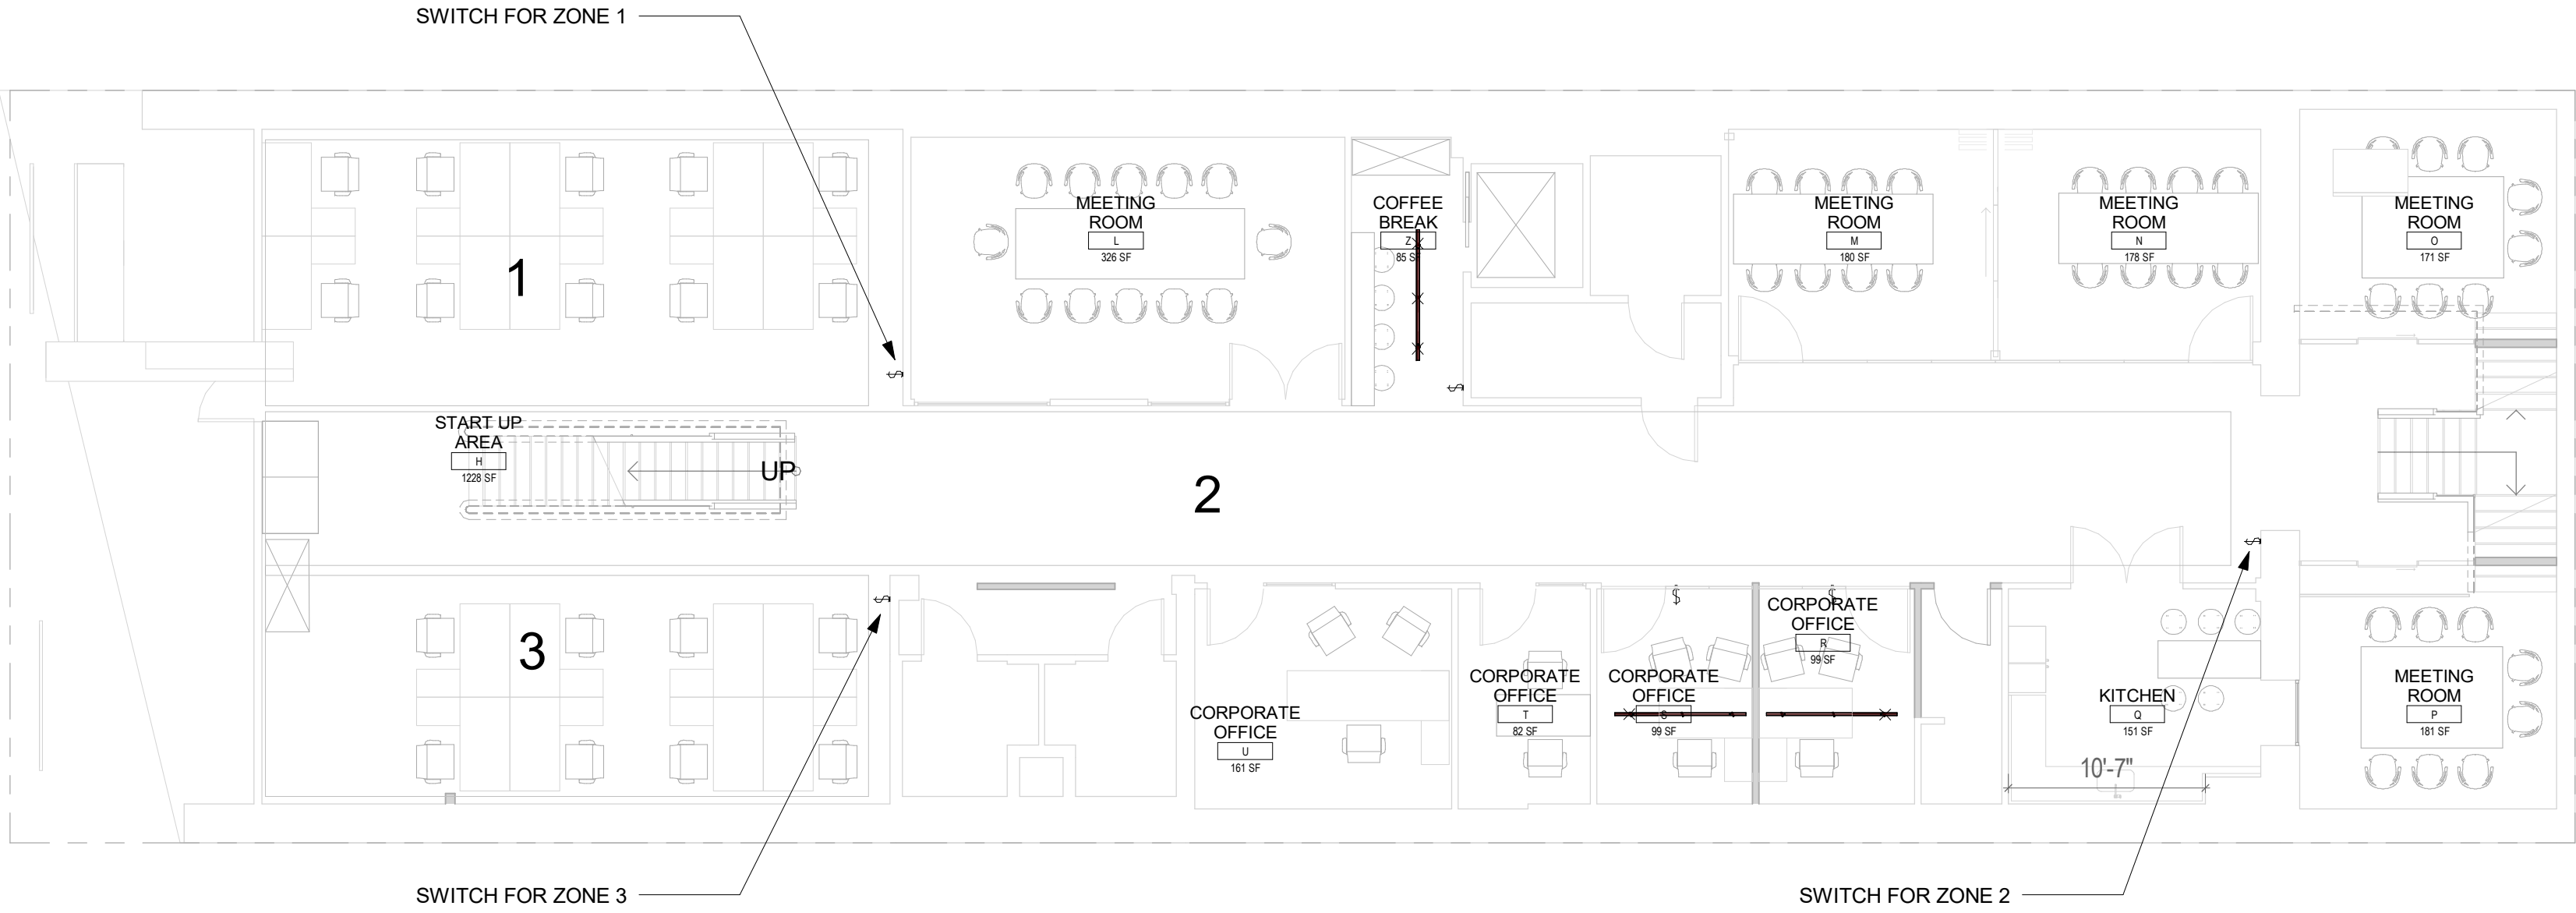 SWITCH FOR ZONE 1
MEETING
ROOM
L
326 SF
COFFEE
BREAK
Z
85 SF
MEETING
ROOM
M
180 SF
MEETING
ROOM
N
178 SF
MEETING
ROOM
O
171 SF
1
$
$
START UP
AREA
H
1228 SF
UP
2
$
$
$
$
3
CORPORATE
OFFICE
U
161 SF
CORPORATE
OFFICE
T
82 SF
CORPORATE
OFFICE
S
99 SF
CORPORATE
OFFICE
R
99 SF
KITCHEN
Q
151 SF
10'-7"
MEETING
ROOM
P
181 SF
SWITCH FOR ZONE 3
SWITCH FOR ZONE 2